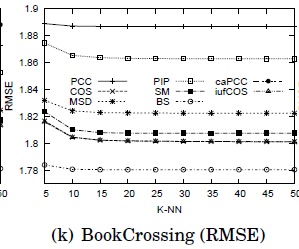 1.9
1.88
1.86
1.84
1.82
1.8
1.78
RMSE
PCC PIP caPCC
COS SM iufCOS
MSD BS
60 5 10 15 20 25 30 35 40 45 50
K-NN
(k) BookCrossing (RMSE)